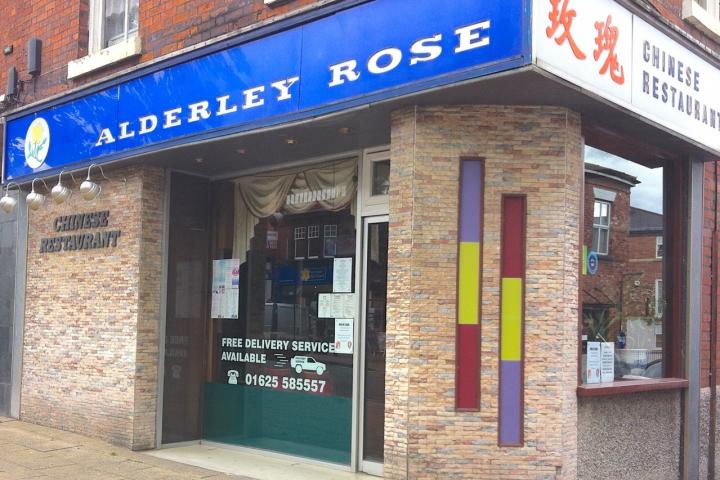 ALDERLEY ROSE
玫瑰
CHINESE
RESTAURANT
CHINESE
RESTAURANT
FREE DELIVERY SERVICE
AVAILABLE
01625 585557